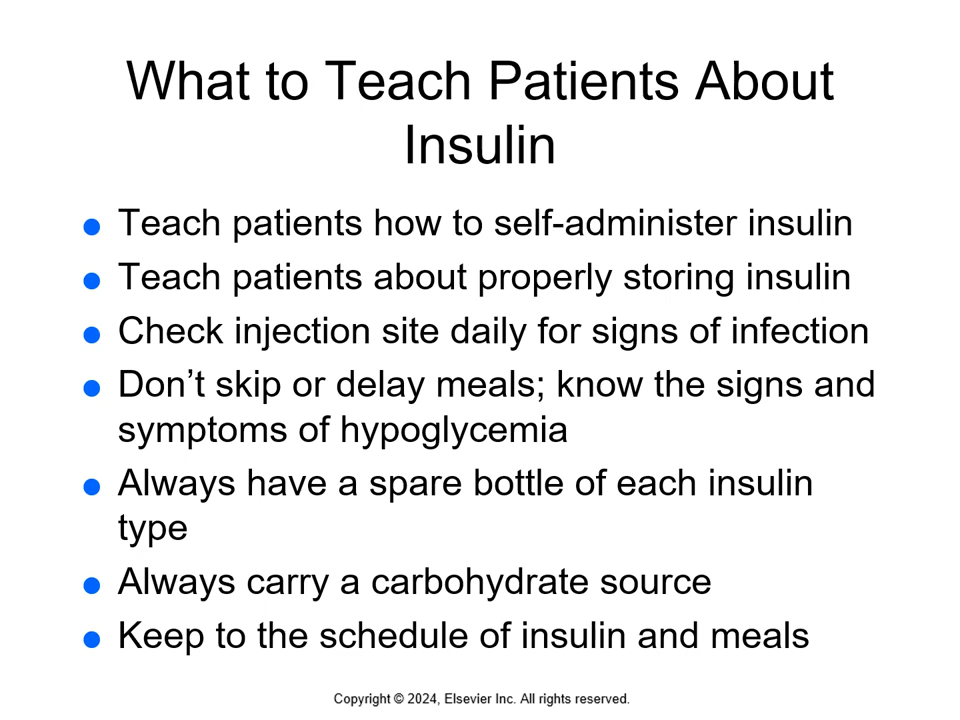 What to Teach Patients About
Insulin
Teach patients how to self-administer insulin
Teach patients about properly storing insulin
Check injection site daily for signs of infection
Don’t skip or delay meals; know the signs and
symptoms of hypoglycemia
Always have a spare bottle of each insulin
type
Always carry a carbohydrate source
Keep to the schedule of insulin and meals
Copyright © 2024, Elsevier Inc. All rights reserved.